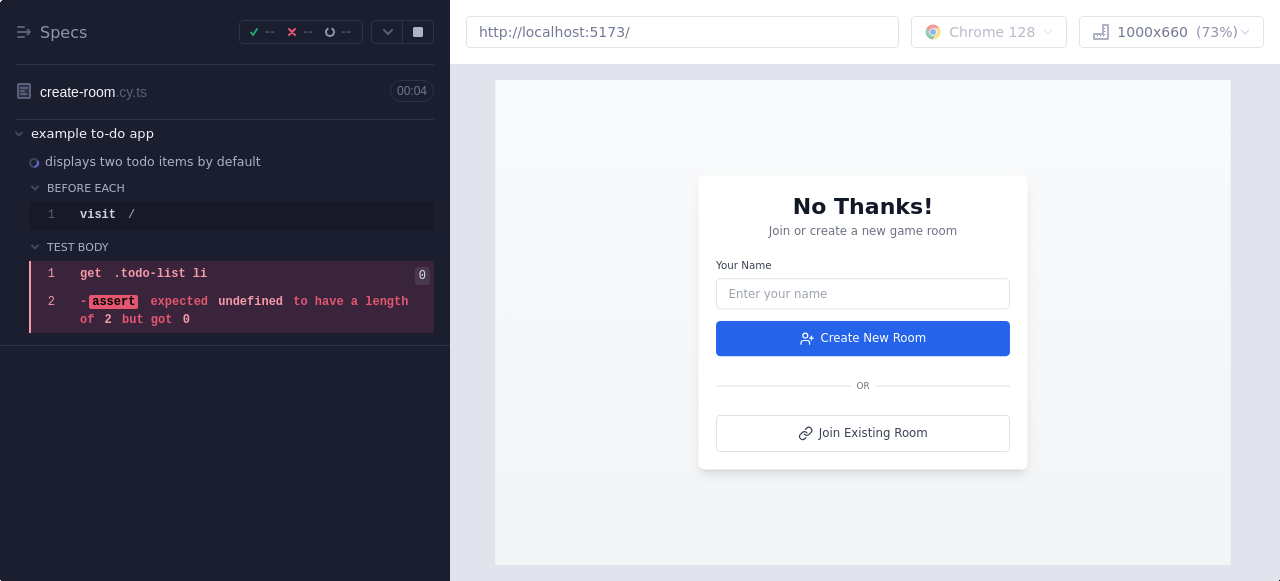 Specs
-- -- --
http://localhost:5173/
Chrome 128
1000x660 (73%)
create-room.cy.ts
00:04
example to-do app
displays two todo items by default
BEFORE EACH
1 visit /
TEST BODY
1 get .todo-list li 0
2 -assert expected undefined to have a length
of 2 but got 0
No Thanks!
Join or create a new game room
Your Name
Enter your name
Create New Room
OR
Join Existing Room